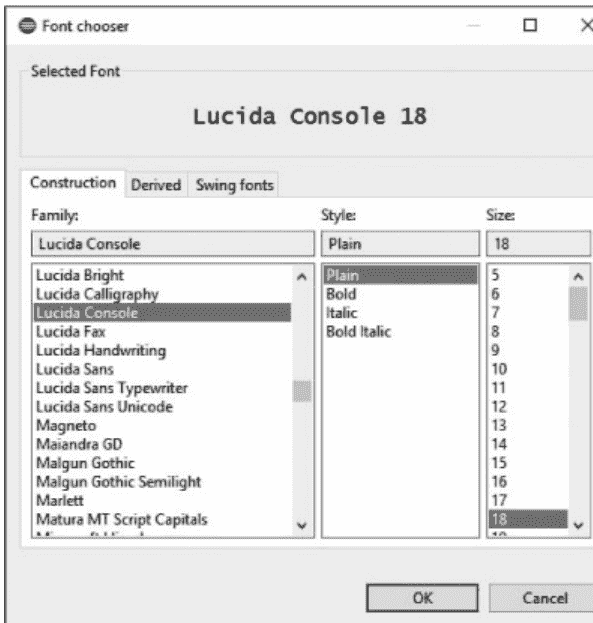 Font chooser
Selected Font
Lucida Console 18
Construction Derived Swing fonts
Family: Style: Size:
Lucida Console Plain 18
Lucida Bright Plain 5
Lucida Calligraphy Bold 6
Lucida Console Italic 7
Lucida Fax Bold Italic 8
Lucida Handwriting 9
Lucida Sans 10
Lucida Sans Typewriter 11
Lucida Sans Unicode 12
Magneto 13
Maiandra GD 14
Malgun Gothic 15
Malgun Gothic Semilight 16
Marlett 17
Matura MT Script Capitals 18
OK Cancel